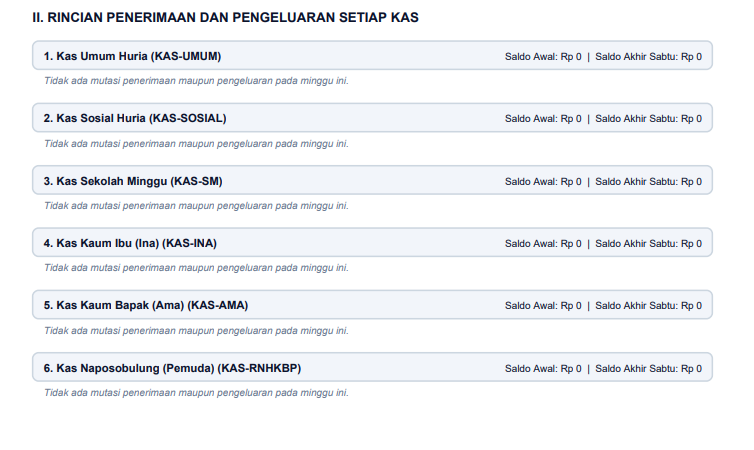 II. RINCIAN PENERIMAAN DAN PENGELUARAN SETIAP KAS
1. Kas Umum Huria (KAS-UMUM) Saldo Awal: Rp 0 | Saldo Akhir Sabtu: Rp 0
Tidak ada mutasi penerimaan maupun pengeluaran pada minggu ini.
2. Kas Sosial Huria (KAS-SOSIAL) Saldo Awal: Rp 0 | Saldo Akhir Sabtu: Rp 0
Tidak ada mutasi penerimaan maupun pengeluaran pada minggu ini.
3. Kas Sekolah Minggu (KAS-SM) Saldo Awal: Rp 0 | Saldo Akhir Sabtu: Rp 0
Tidak ada mutasi penerimaan maupun pengeluaran pada minggu ini.
4. Kas Kaum Ibu (Ina) (KAS-INA) Saldo Awal: Rp 0 | Saldo Akhir Sabtu: Rp 0
Tidak ada mutasi penerimaan maupun pengeluaran pada minggu ini.
5. Kas Kaum Bapak (Ama) (KAS-AMA) Saldo Awal: Rp 0 | Saldo Akhir Sabtu: Rp 0
Tidak ada mutasi penerimaan maupun pengeluaran pada minggu ini.
6. Kas Naposobulung (Pemuda) (KAS-RNHKBP) Saldo Awal: Rp 0 | Saldo Akhir Sabtu: Rp 0
Tidak ada mutasi penerimaan maupun pengeluaran pada minggu ini.